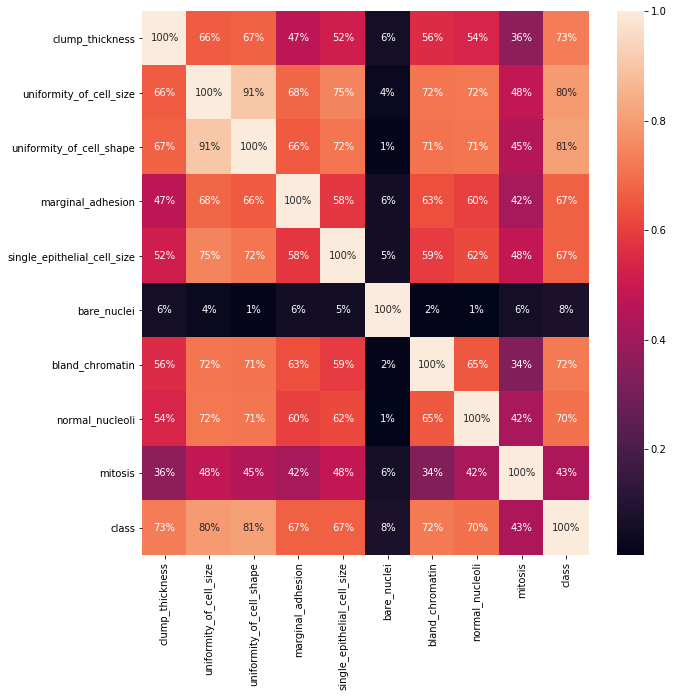 clump_thickness 100% 66% 67% 47% 52% 6% 56% 54% 36% 73%
uniformity_of_cell_size 66% 100% 91% 68% 75% 4% 72% 72% 48% 80%
uniformity_of_cell_shape 67% 91% 100% 66% 72% 1% 71% 71% 45% 81%
marginal_adhesion 47% 68% 66% 100% 58% 6% 63% 60% 42% 67%
single_epithelial_cell_size 52% 75% 72% 58% 100% 5% 59% 62% 48% 67%
bare_nuclei 6% 4% 1% 6% 5% 100% 2% 1% 6% 8%
bland_chromatin 56% 72% 71% 63% 59% 2% 100% 65% 34% 72%
normal_nucleoli 54% 72% 71% 60% 62% 1% 65% 100% 42% 70%
mitosis 36% 48% 45% 42% 48% 6% 34% 42% 100% 43%
class 73% 80% 81% 67% 67% 8% 72% 70% 43% 100%
clump_thickness
uniformity_of_cell_size
uniformity_of_cell_shape
marginal_adhesion
single_epithelial_cell_size
bare_nuclei
bland_chromatin
normal_nucleoli
mitosis
class
1.0
0.8
0.6
0.4
0.2